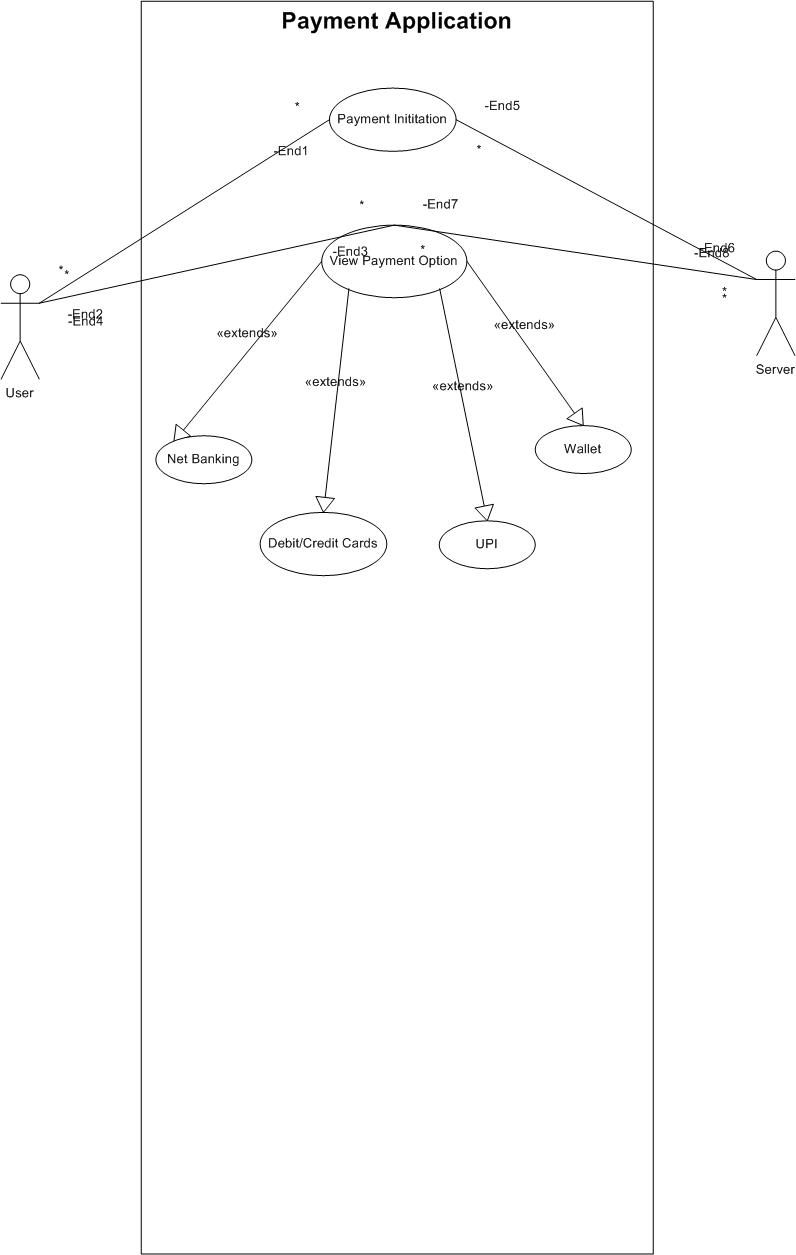 Payment Application
*
-End5
Payment Inititation
-End1
*
*
-End7
-End3
*
View Payment Option
-End6
-End8
*
*
*
*
-End2
-End4
User
Server
«extends»
«extends»
«extends»
«extends»
Net Banking
Wallet
Debit/Credit Cards
UPI